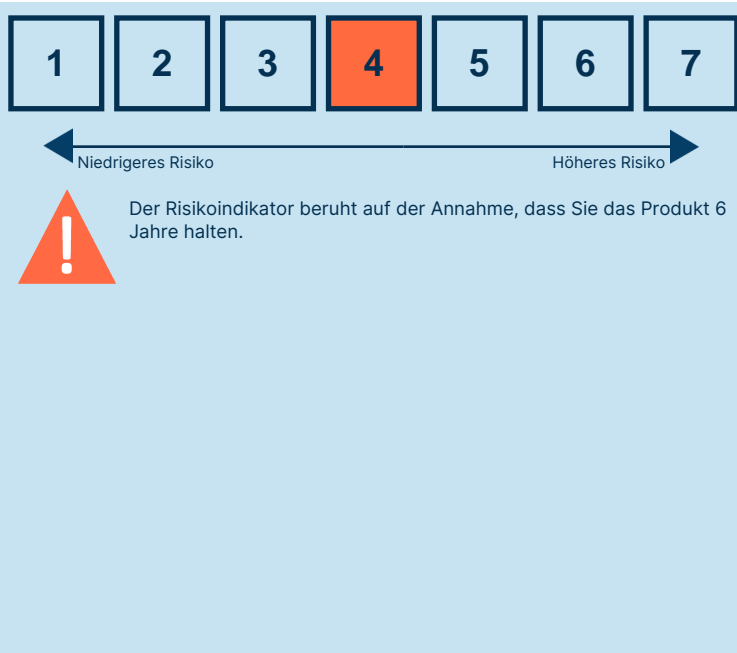 1 2 3 4 5 6 7
Niedrigeres Risiko Höheres Risiko
Der Risikoindikator beruht auf der Annahme, dass Sie das Produkt 6
Jahre halten.